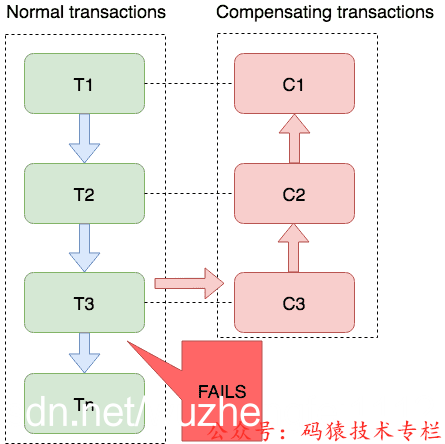 Normal transactions
Compensating transactions
T1
C1
T2
C2
T3
C3
FAILS
Tn
dn.net/
公众号：码猿技术专栏